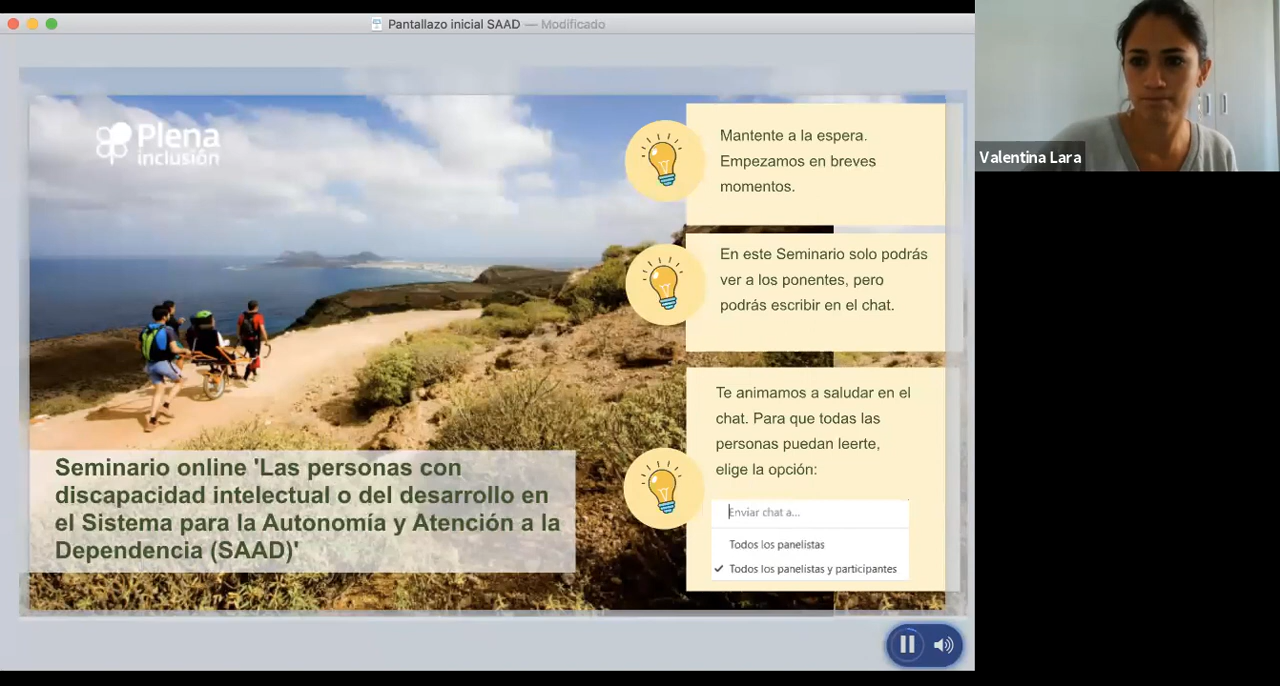 Pantallazo inicial SAAD — Modificado
Plena
inclusión
Mantente a la espera.
Empezamos en breves
momentos.
En este Seminario solo podrás
ver a los ponentes, pero
podrás escribir en el chat.
Te animamos a saludar en el
chat. Para que todas las
personas puedan leerte,
elige la opción:
Enviar chat a...
Todos los panelistas
Todos los panelistas y participantes
Seminario online 'Las personas con
discapacidad intelectual o del desarrollo en
el Sistema para la Autonomía y Atención a la
Dependencia (SAAD)'
Valentina Lara